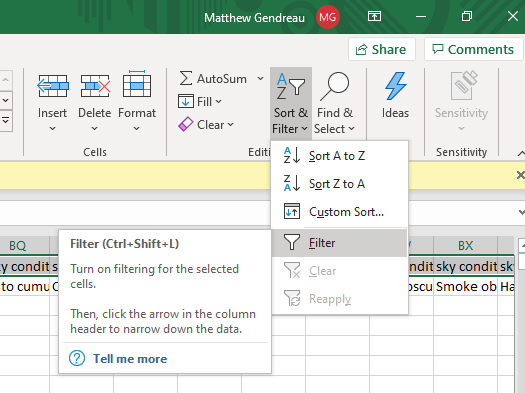 Matthew Gendreau MG
Share Comments
Insert Delete Format
AutoSum
Fill
Clear
Sort &
Filter
Find &
Select
Ideas
Sensitivity
Cells
Editi
Sensitivity
Sort A to Z
Sort Z to A
Custom Sort...
Filter
Clear
Reapply
Filter (Ctrl+Shift+L)
Turn on filtering for the selected
cells.
Then, click the arrow in the column
header to narrow down the data.
Tell me more
BQ BX
ky condit condit sky condit sky
to cumu Smoke ob Ha